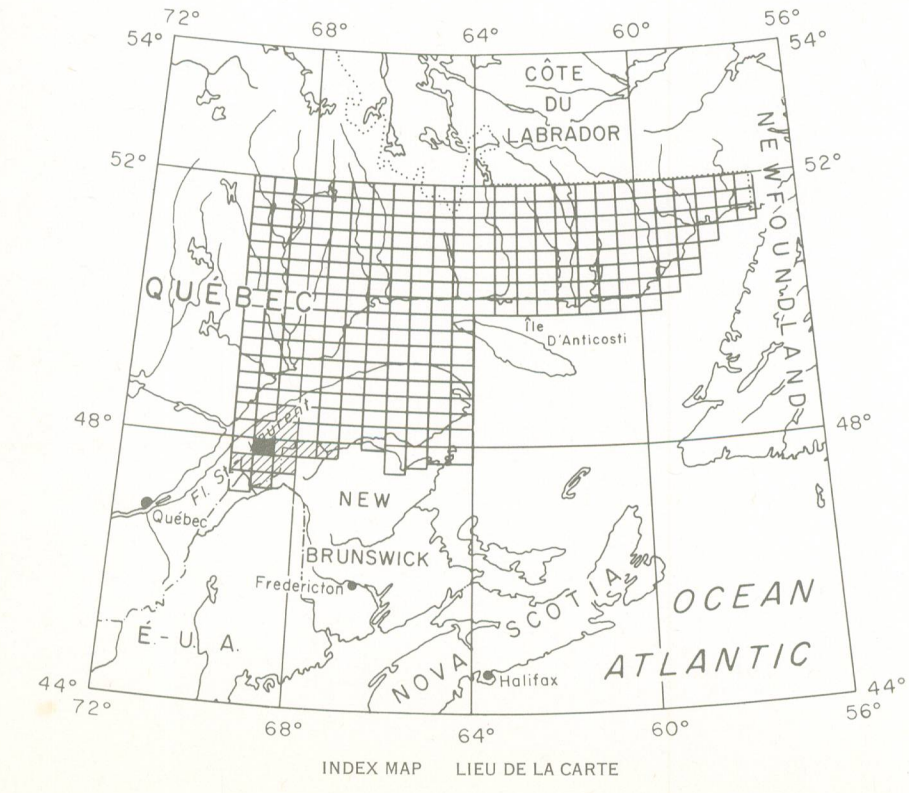 72° 68° 64° 60° 56°
54° 54°
CÔTE
DU
LABRADOR
NEWFOUNDLAND
52° 52°
QUÉBEC
Île
D'Anticosti
48° 48°
Fl. St
urent
Québec
NEW
BRUNSWICK
Fredericton
NOVA SCOTIA
OCEAN
ATLANTIC
É.-U. A.
Halifax
44° 44°
72° 68° 64° 60° 56°
INDEX MAP LIEU DE LA CARTE